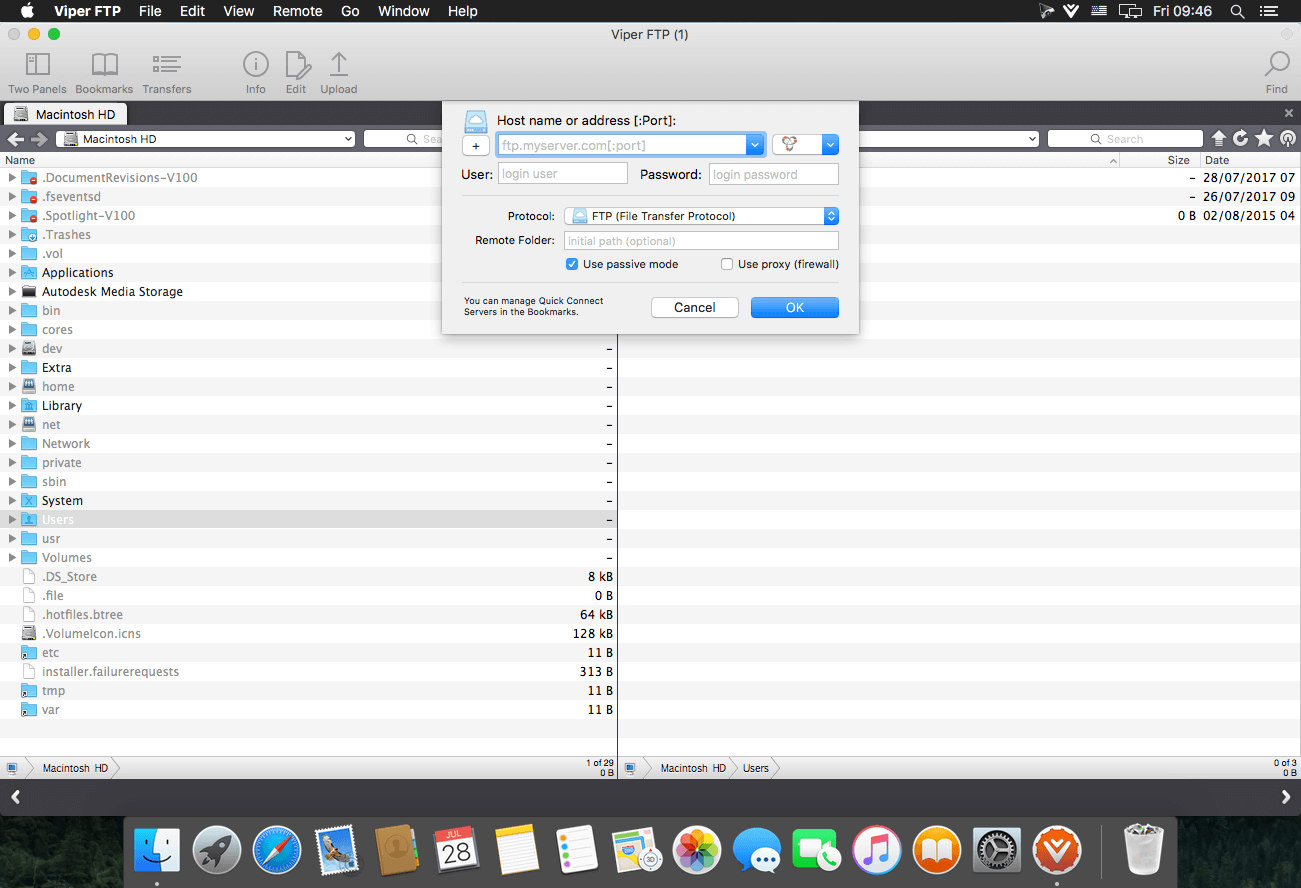 Viper FTP File Edit View Remote Go Window Help Fri 09:46
Viper FTP (1)
Two Panels Bookmarks Transfers Info Edit Upload Find
Macintosh HD
Macintosh HD
Search
Name
Size Date
.DocumentRevisions-V100
– 28/07/2017 07
.fseventsd
– 26/07/2017 09
.Spotlight-V100
0 B 02/08/2015 04
.Trashes
.vol
Applications
Autodesk Media Storage
bin
cores
dev –
Extra –
home –
Library –
net –
Network –
private –
sbin –
System –
Users –
usr –
Volumes –
.DS_Store 8 kB
.file 0 B
.hotfiles.btree 64 kB
.VolumeIcon.icns 128 kB
etc 11 B
installer.failurerequests 313 B
tmp 11 B
var 11 B
Host name or address [:Port]:
+ ftp.myserver.com[:port]
User: login user Password: login password
Protocol: FTP (File Transfer Protocol)
Remote Folder: initial path (optional)
Use passive mode Use proxy (firewall)
You can manage Quick Connect
Servers in the Bookmarks.
Cancel OK
Macintosh HD 1 of 29
0 B
Macintosh HD Users 0 of 3
0 B
JUL
28
3D